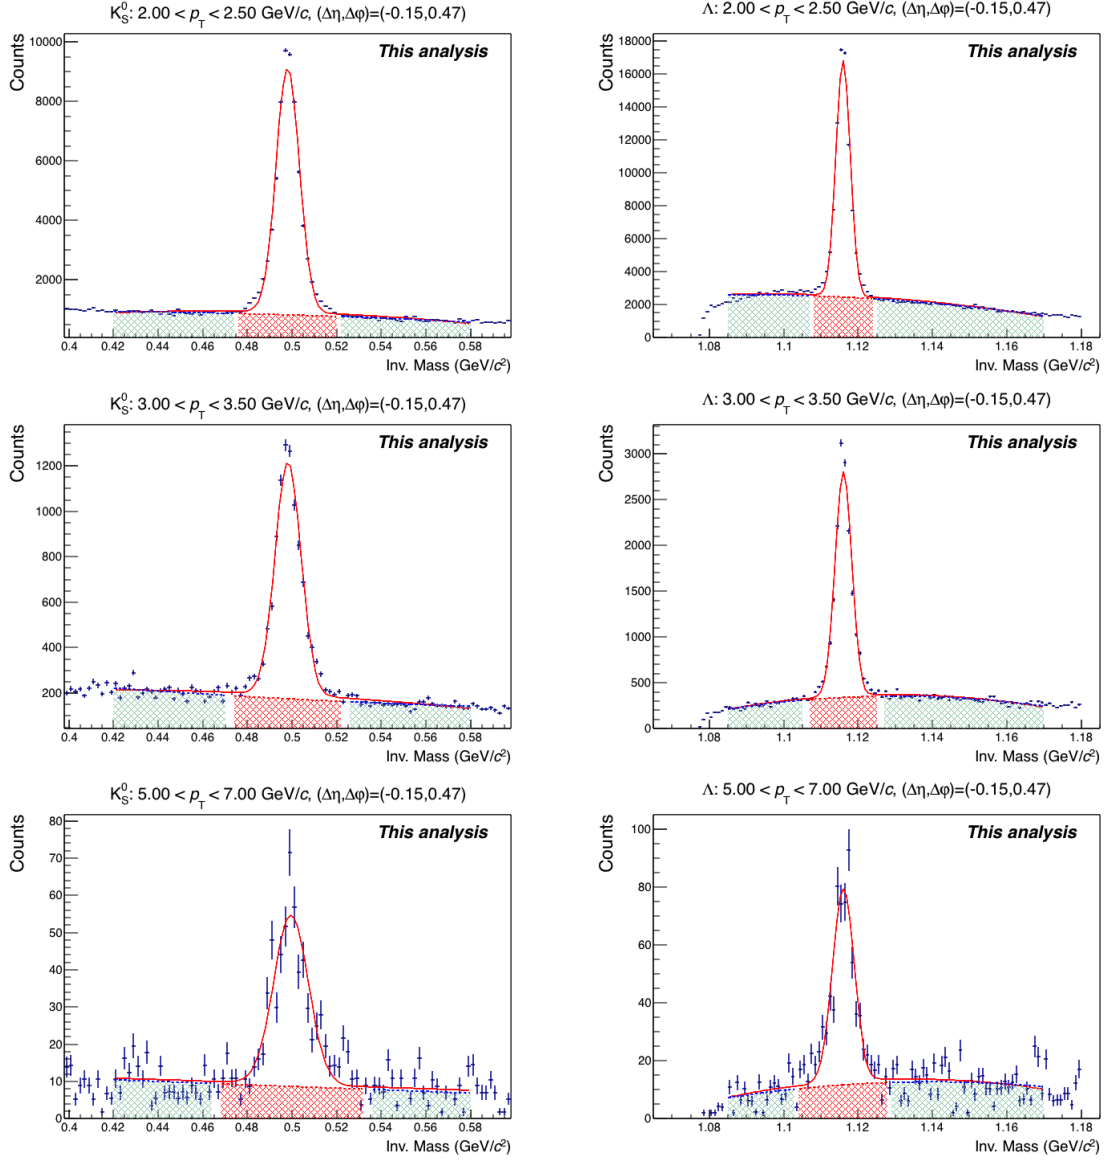 K⁰_S: 2.00 < p_T < 2.50 GeV/c, (Δη,Δφ)=(-0.15,0.47)
Counts
This analysis
10000
8000
6000
4000
2000
0.4 0.42 0.44 0.46 0.48 0.5 0.52 0.54 0.56 0.58
Inv. Mass (GeV/c²)
Λ: 2.00 < p_T < 2.50 GeV/c, (Δη,Δφ)=(-0.15,0.47)
Counts
This analysis
18000
16000
14000
12000
10000
8000
6000
4000
2000
0
1.08 1.1 1.12 1.14 1.16 1.18
Inv. Mass (GeV/c²)
K⁰_S: 3.00 < p_T < 3.50 GeV/c, (Δη,Δφ)=(-0.15,0.47)
Counts
This analysis
1200
1000
800
600
400
200
0.4 0.42 0.44 0.46 0.48 0.5 0.52 0.54 0.56 0.58
Inv. Mass (GeV/c²)
Λ: 3.00 < p_T < 3.50 GeV/c, (Δη,Δφ)=(-0.15,0.47)
Counts
This analysis
3000
2500
2000
1500
1000
500
0
1.08 1.1 1.12 1.14 1.16 1.18
Inv. Mass (GeV/c²)
K⁰_S: 5.00 < p_T < 7.00 GeV/c, (Δη,Δφ)=(-0.15,0.47)
Counts
This analysis
80
70
60
50
40
30
20
10
0
0.4 0.42 0.44 0.46 0.48 0.5 0.52 0.54 0.56 0.58
Inv. Mass (GeV/c²)
Λ: 5.00 < p_T < 7.00 GeV/c, (Δη,Δφ)=(-0.15,0.47)
Counts
This analysis
100
80
60
40
20
0
1.08 1.1 1.12 1.14 1.16 1.18
Inv. Mass (GeV/c²)